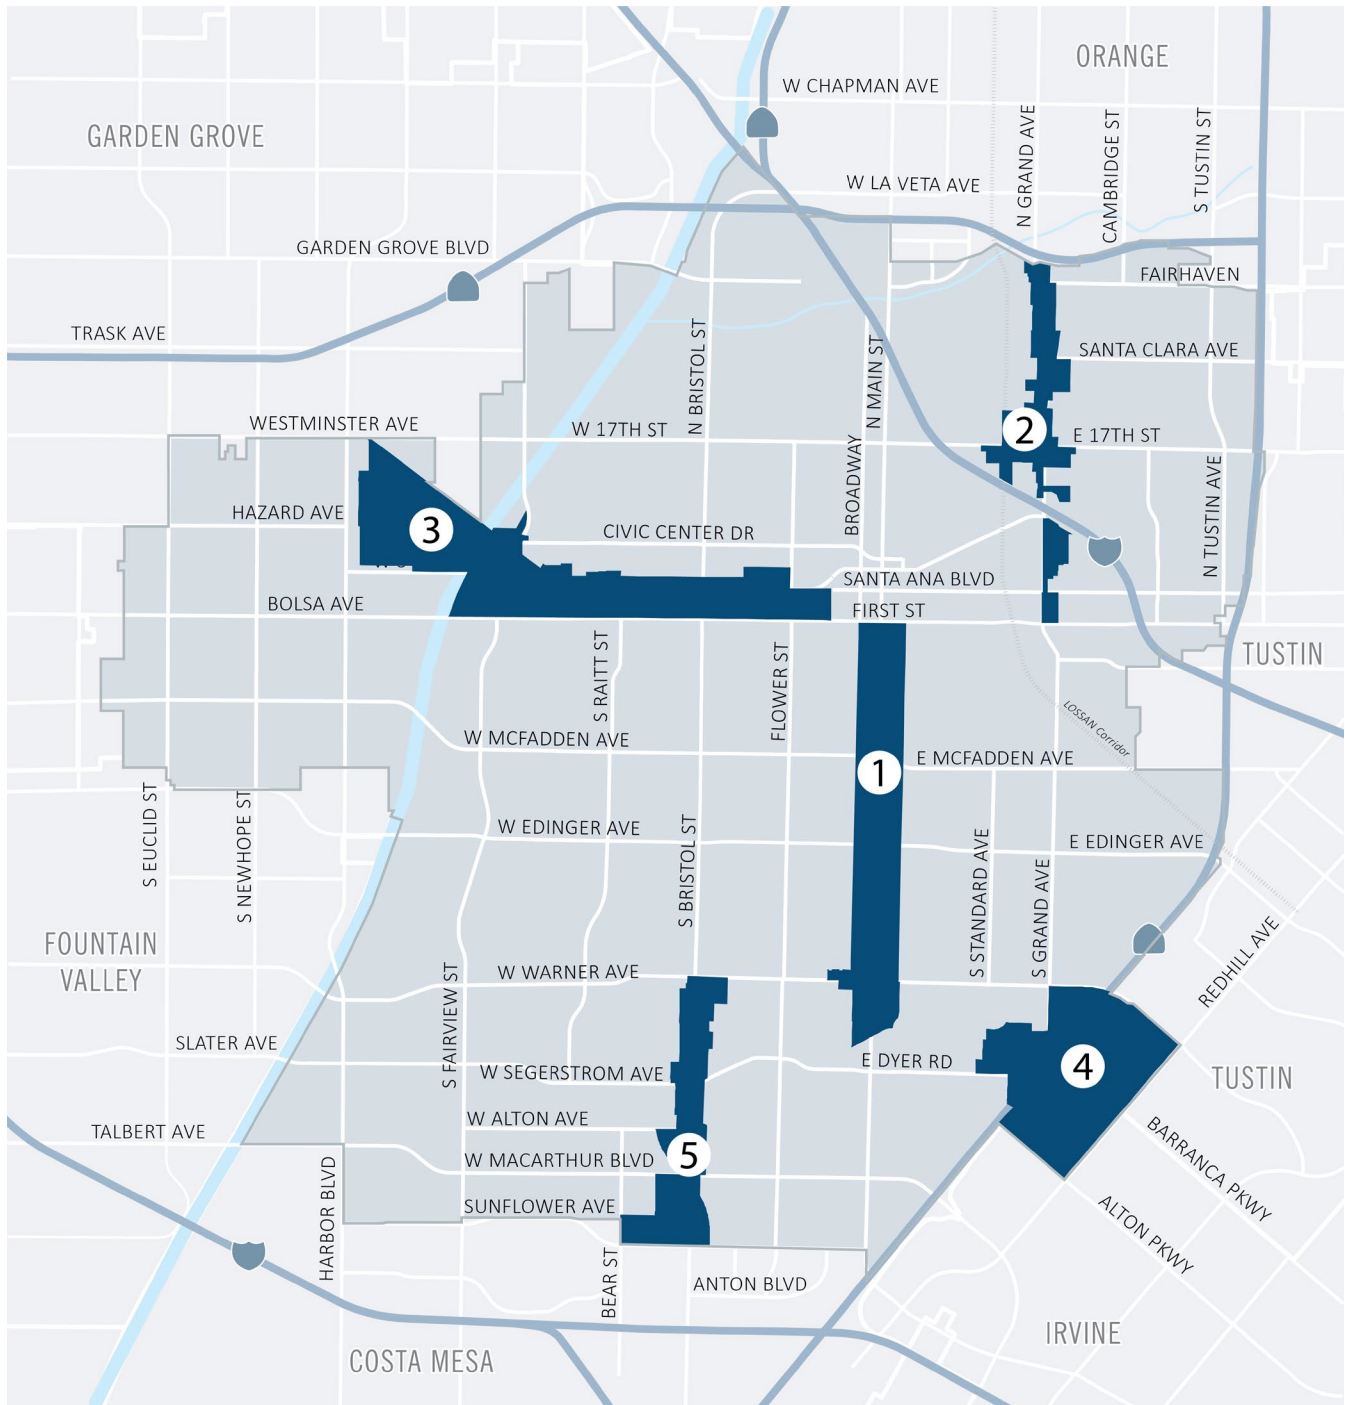 ORANGE
W CHAPMAN AVE
GARDEN GROVE
N GRAND AVE
CAMBRIDGE ST
S TUSTIN ST
W LA VETA AVE
GARDEN GROVE BLVD
FAIRHAVEN
TRASK AVE
N BRISTOL ST
N MAIN ST
SANTA CLARA AVE
WESTMINSTER AVE
W 17TH ST
2
E 17TH ST
BROADWAY
N TUSTIN AVE
HAZARD AVE
3
CIVIC CENTER DR
SANTA ANA BLVD
BOLSA AVE
FIRST ST
S RAITT ST
FLOWER ST
TUSTIN
LOSSAN Corridor
W MCFADDEN AVE
E MCFADDEN AVE
1
S EUCLID ST
S NEWHOPE ST
W EDINGER AVE
S BRISTOL ST
S STANDARD AVE
S GRAND AVE
E EDINGER AVE
FOUNTAIN
VALLEY
REDHILL AVE
W WARNER AVE
S FAIRVIEW ST
SLATER AVE
W SEGERSTROM AVE
E DYER RD
4
TUSTIN
W ALTON AVE
TALBERT AVE
5
W MACARTHUR BLVD
BARRANCA PKWY
HARBOR BLVD
SUNFLOWER AVE
ALTON PKWY
BEAR ST
ANTON BLVD
IRVINE
COSTA MESA